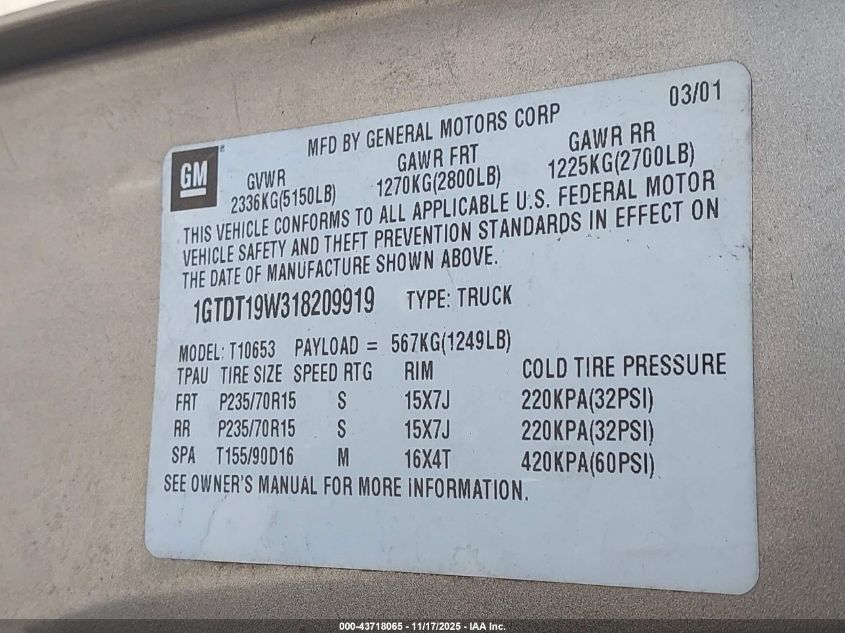 03/01
MFD BY GENERAL MOTORS CORP
GM
GVWR GAWR FRT GAWR RR
2336KG(5150LB) 1270KG(2800LB) 1225KG(2700LB)
THIS VEHICLE CONFORMS TO ALL APPLICABLE U.S. FEDERAL MOTOR
VEHICLE SAFETY AND THEFT PREVENTION STANDARDS IN EFFECT ON
THE DATE OF MANUFACTURE SHOWN ABOVE.
1GTDT19W318209919 TYPE: TRUCK
MODEL: T10653 PAYLOAD = 567KG(1249LB)
TPAU TIRE SIZE SPEED RTG RIM COLD TIRE PRESSURE
FRT P235/70R15 S 15X7J 220KPA(32PSI)
RR P235/70R15 S 15X7J 220KPA(32PSI)
SPA T155/90D16 M 16X4T 420KPA(60PSI)
SEE OWNER'S MANUAL FOR MORE INFORMATION.
000-43718065 - 11/17/2025 - IAA Inc.